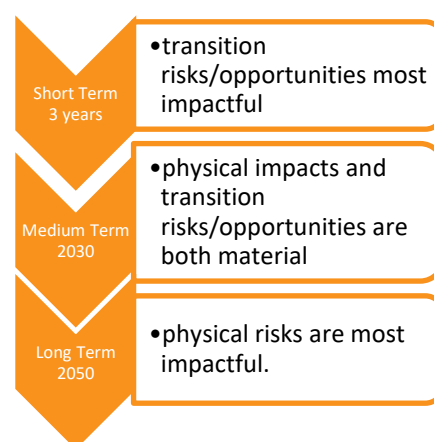 Short Term
3 years
•transition
risks/opportunities most
impactful
Medium Term
2030
•physical impacts and
transition
risks/opportunities are
both material
Long Term
2050
•physical risks are most
impactful.